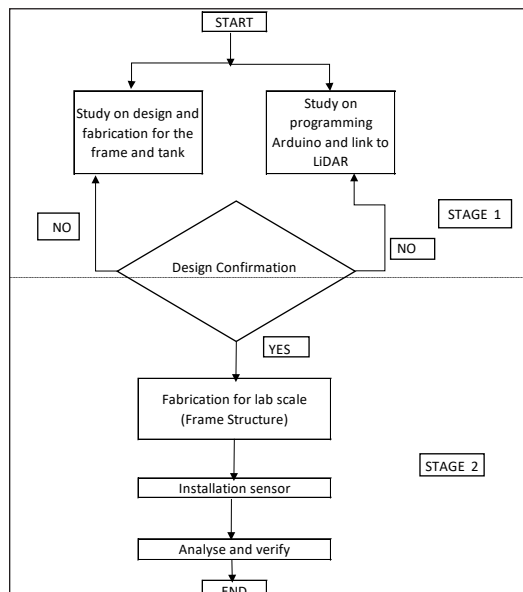 START
Study on design and
fabrication for the
frame and tank
Study on
programming
Arduino and link to
LiDAR
NO
STAGE 1
NO
Design Confirmation
YES
Fabrication for lab scale
(Frame Structure)
STAGE 2
Installation sensor
Analyse and verify
END